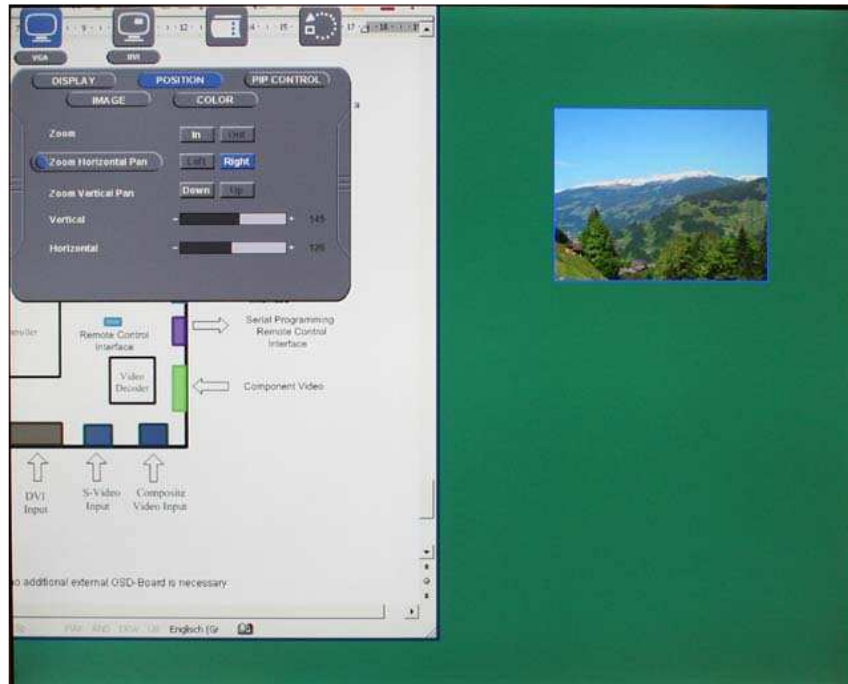 VGA
DVI
DISPLAY POSITION PIP CONTROL
IMAGE COLOR
a
Zoom In Out
Zoom Horizontal Pan Left Right
Zoom Vertical Pan Down Up
Vertical - + 145
Horizontal - + 126
Serial Programming
Remote Control
Interface
Remote Control
Interface
Video
Decoder
Component Video
DVI
Input
S-Video
Input
Composite
Video Input
no additional external OSD-Board is necessary
Englisch (Gr